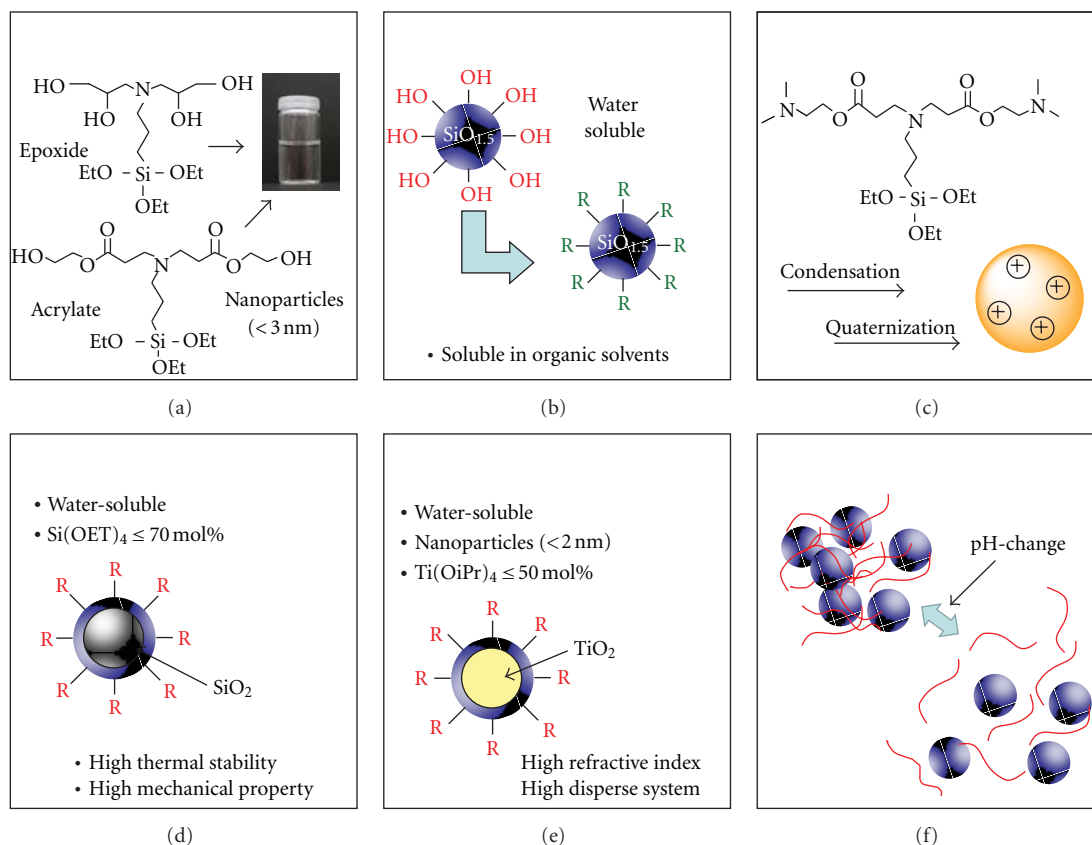 HO
N
OH
OH
OH
Epoxide
EtO
Si
OEt
OEt
HO
O
O
N
O
O
OH
Acrylate
Nanoparticles
(< 3 nm)
EtO
Si
OEt
OEt
(a)
OH
HO
OH
HO
SiO1.5
OH
HO
OH
OH
Water
soluble
R
R
R
R
SiO1.5
R
R
R
R
• Soluble in organic solvents
(b)
N
O
O
N
O
O
N
EtO
Si
OEt
OEt
Condensation
Quaternization
+
+
+
+
(c)
• Water-soluble
• Si(OET)4 ≤ 70 mol%
R
R
R
R
R
R
R
R
SiO2
• High thermal stability
• High mechanical property
(d)
• Water-soluble
• Nanoparticles (<2 nm)
• Ti(OiPr)4 ≤ 50 mol%
R
R
R
R
R
R
R
R
TiO2
High refractive index
High disperse system
(e)
pH-change
(f)